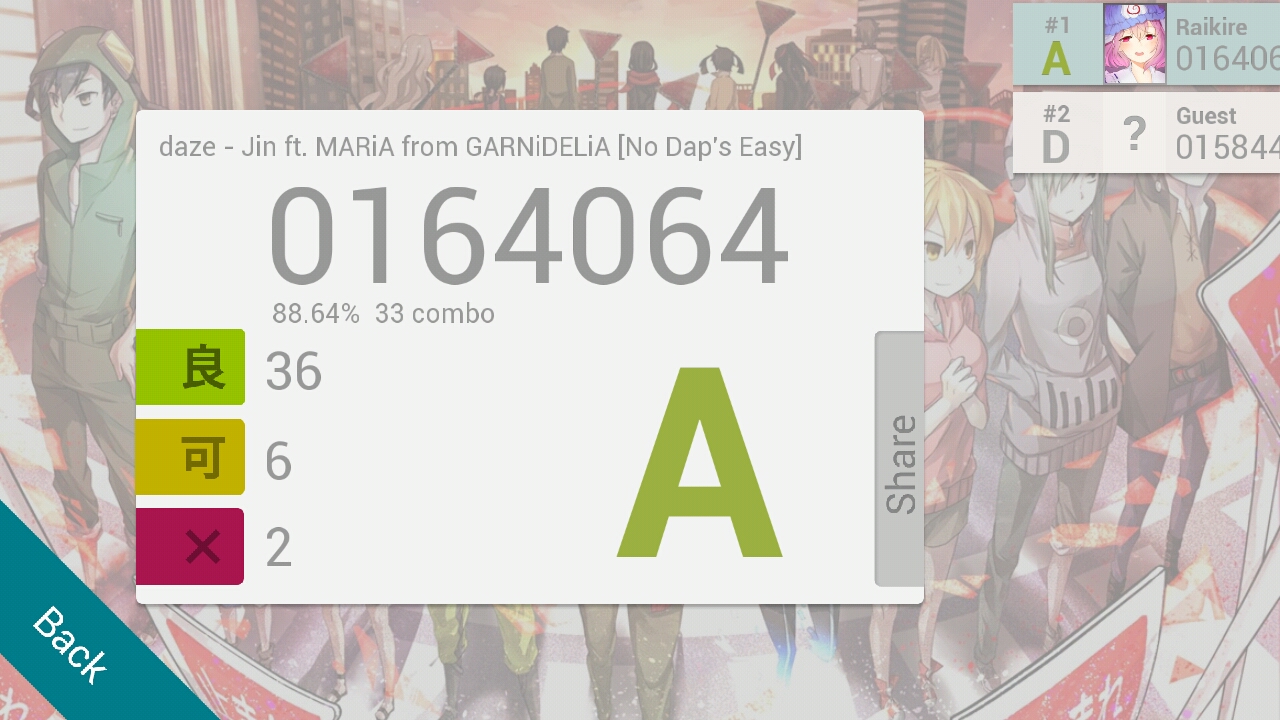 daze - Jin ft. MARiA from GARNiDELiA [No Dap's Easy]
0164064
88.64% 33 combo
良 36
可 6
✕ 2
A
Share
Back
#1
A
Raikire
016406
#2
D
?
Guest
015844